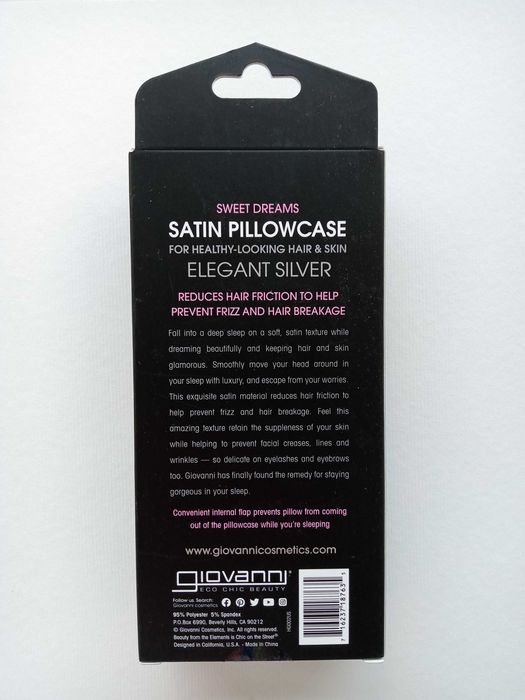 SWEET DREAMS
SATIN PILLOWCASE
FOR HEALTHY-LOOKING HAIR & SKIN
ELEGANT SILVER
REDUCES HAIR FRICTION TO HELP
PREVENT FRIZZ AND HAIR BREAKAGE
Fall into a deep sleep on a soft, satin texture while
dreaming beautifully and keeping hair and skin
glamorous. Smoothly move your head around in
your sleep with luxury, and escape from your worries.
This exquisite satin material reduces hair friction to
help prevent frizz and hair breakage. Feel this
amazing texture retain the suppleness of your skin
while helping to prevent facial creases, lines and
wrinkles — so delicate on eyelashes and eyebrows
too. Giovanni has finally found the remedy for staying
gorgeous in your sleep.
Convenient internal flap prevents pillow from coming
out of the pillowcase while you're sleeping
www.giovannicosmetics.com
giovanni®
ECO CHIC BEAUTY
Follow us. Search:
Giovanni cosmetics
95% Polyester 5% Spandex
P.O.Box 6990, Beverly Hills, CA 90212
© Giovanni Cosmetics, Inc. All rights reserved.
Beauty from the Elements is Chic on the Street®
Designed in California, U.S.A. - Made in China